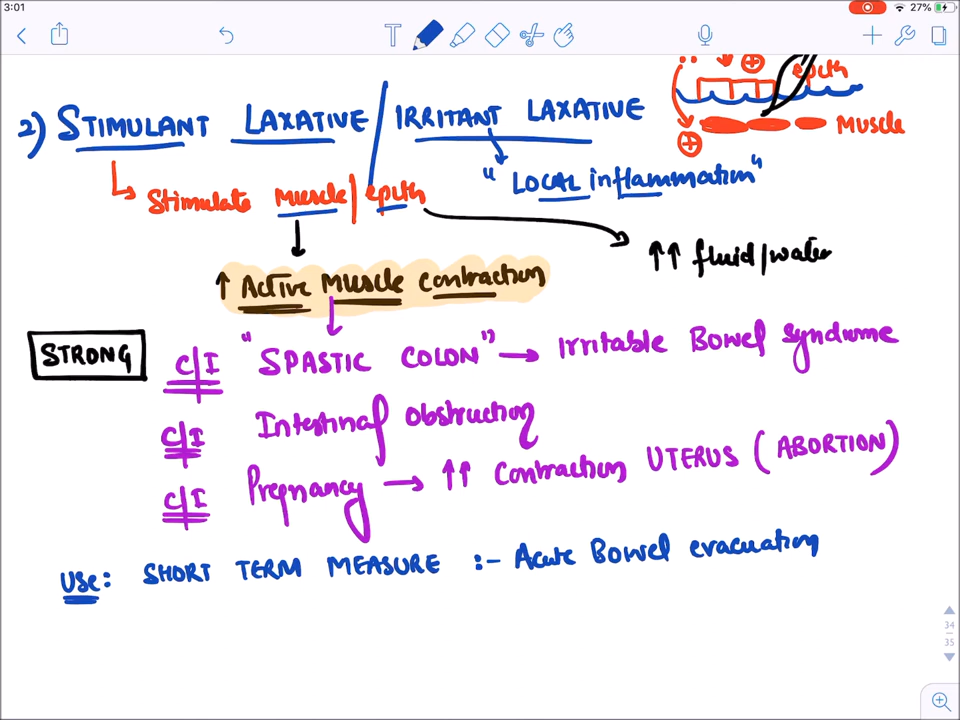 3:01
27%
T
epith
Muscle
2) STIMULANT LAXATIVE / IRRITANT LAXATIVE
"LOCAL inflammation"
Stimulate Muscle | epith
↑↑ fluid/water
↑ Active Muscle Contraction
STRONG
C/I "SPASTIC COLON" → Irritable Bowel syndrome
C/I Intestinal obstruction
C/I Pregnancy → ↑↑ Contraction UTERUS (ABORTION)
Use: SHORT TERM MEASURE :- Acute Bowel evacuation
34
35